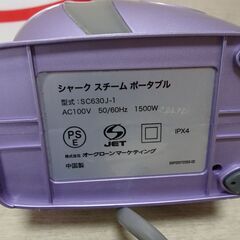 シャーク スチーム ポータブル
型式:SC630J-1
AC100V 50/60Hz 1500W
PS
E
JET
IPX4
株式会社 オークローンマーケティング
中国製